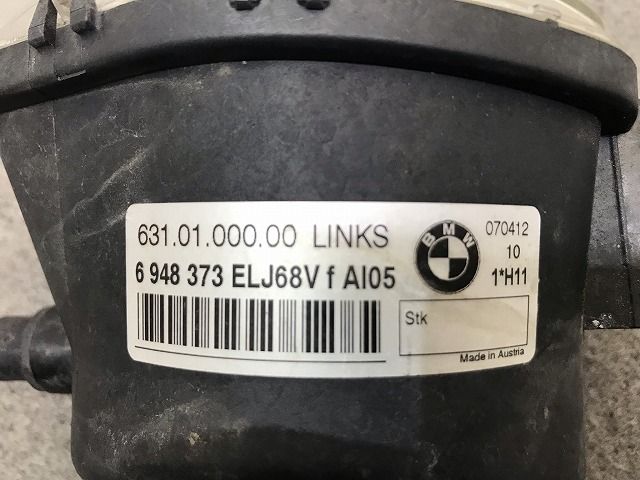 631.01.000.00 LINKS
6 948 373 ELJ68V f AI05
BMW
070412
10
1*H11
Stk
Made in Austria